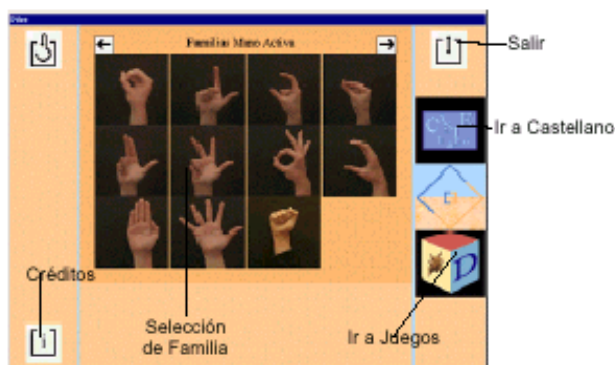 Familias Mano Activa
Salir
Ir a Castellano
Créditos
Selección
de Familia
Ir a Juegos
D